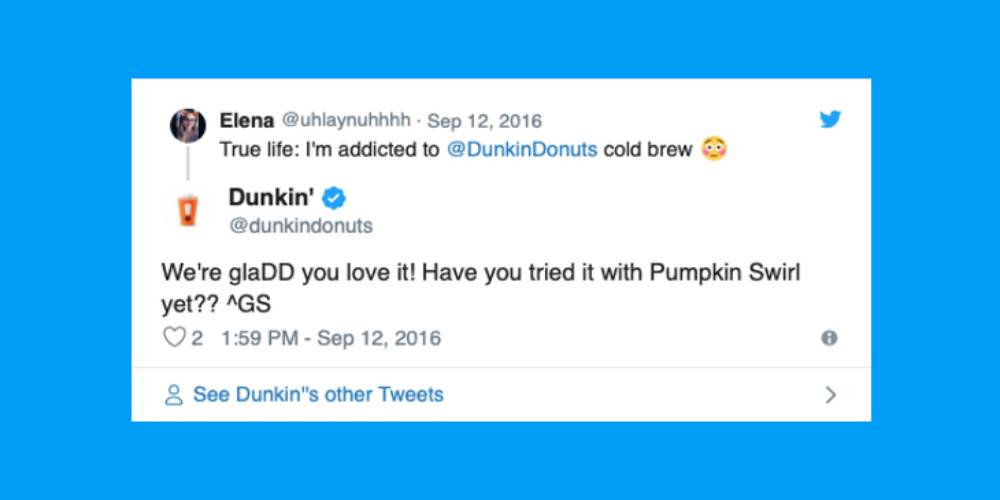 Elena @uhlaynuhhhh · Sep 12, 2016
True life: I'm addicted to @DunkinDonuts cold brew 😳
Dunkin'
@dunkindonuts
We're glaDD you love it! Have you tried it with Pumpkin Swirl
yet?? ^GS
2 1:59 PM - Sep 12, 2016
See Dunkin''s other Tweets